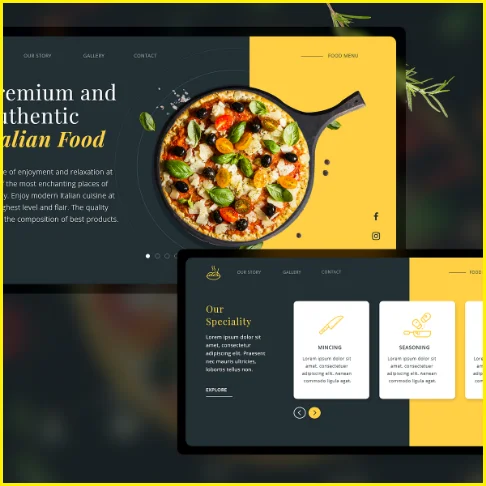 OUR STORY GALLERY CONTACT FOOD MENU
remium and
uthentic
alian Food
e of enjoyment and relaxation at
the most enchanting places of
y. Enjoy modern Italian cuisine at
ghest level and flair. The quality
the composition of best products.
OUR STORY GALLERY CONTACT FOOD
Our
Speciality
Lorem ipsum dolor sit
amet, consectetur
adipiscing elit. Praesent
nec mauris ultricies,
lobortis tellus non.
EXPLORE
MINCING
Lorem ipsum dolor sit
amet, consectetur
adipiscing elit. Aenean
commodo ligula aget.
SEASONING
Lorem ipsum dolor sit
amet, consectetur
adipiscing elit. Aenean
commodo ligula aget.